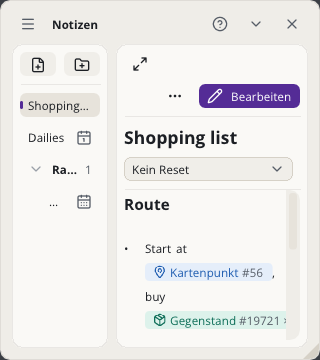 Notizen
Shopping...
Dailies
Ra... 1
...
Bearbeiten
Shopping list
Kein Reset
Route
• Start at
Kartenpunkt #56 ,
buy
Gegenstand #19721